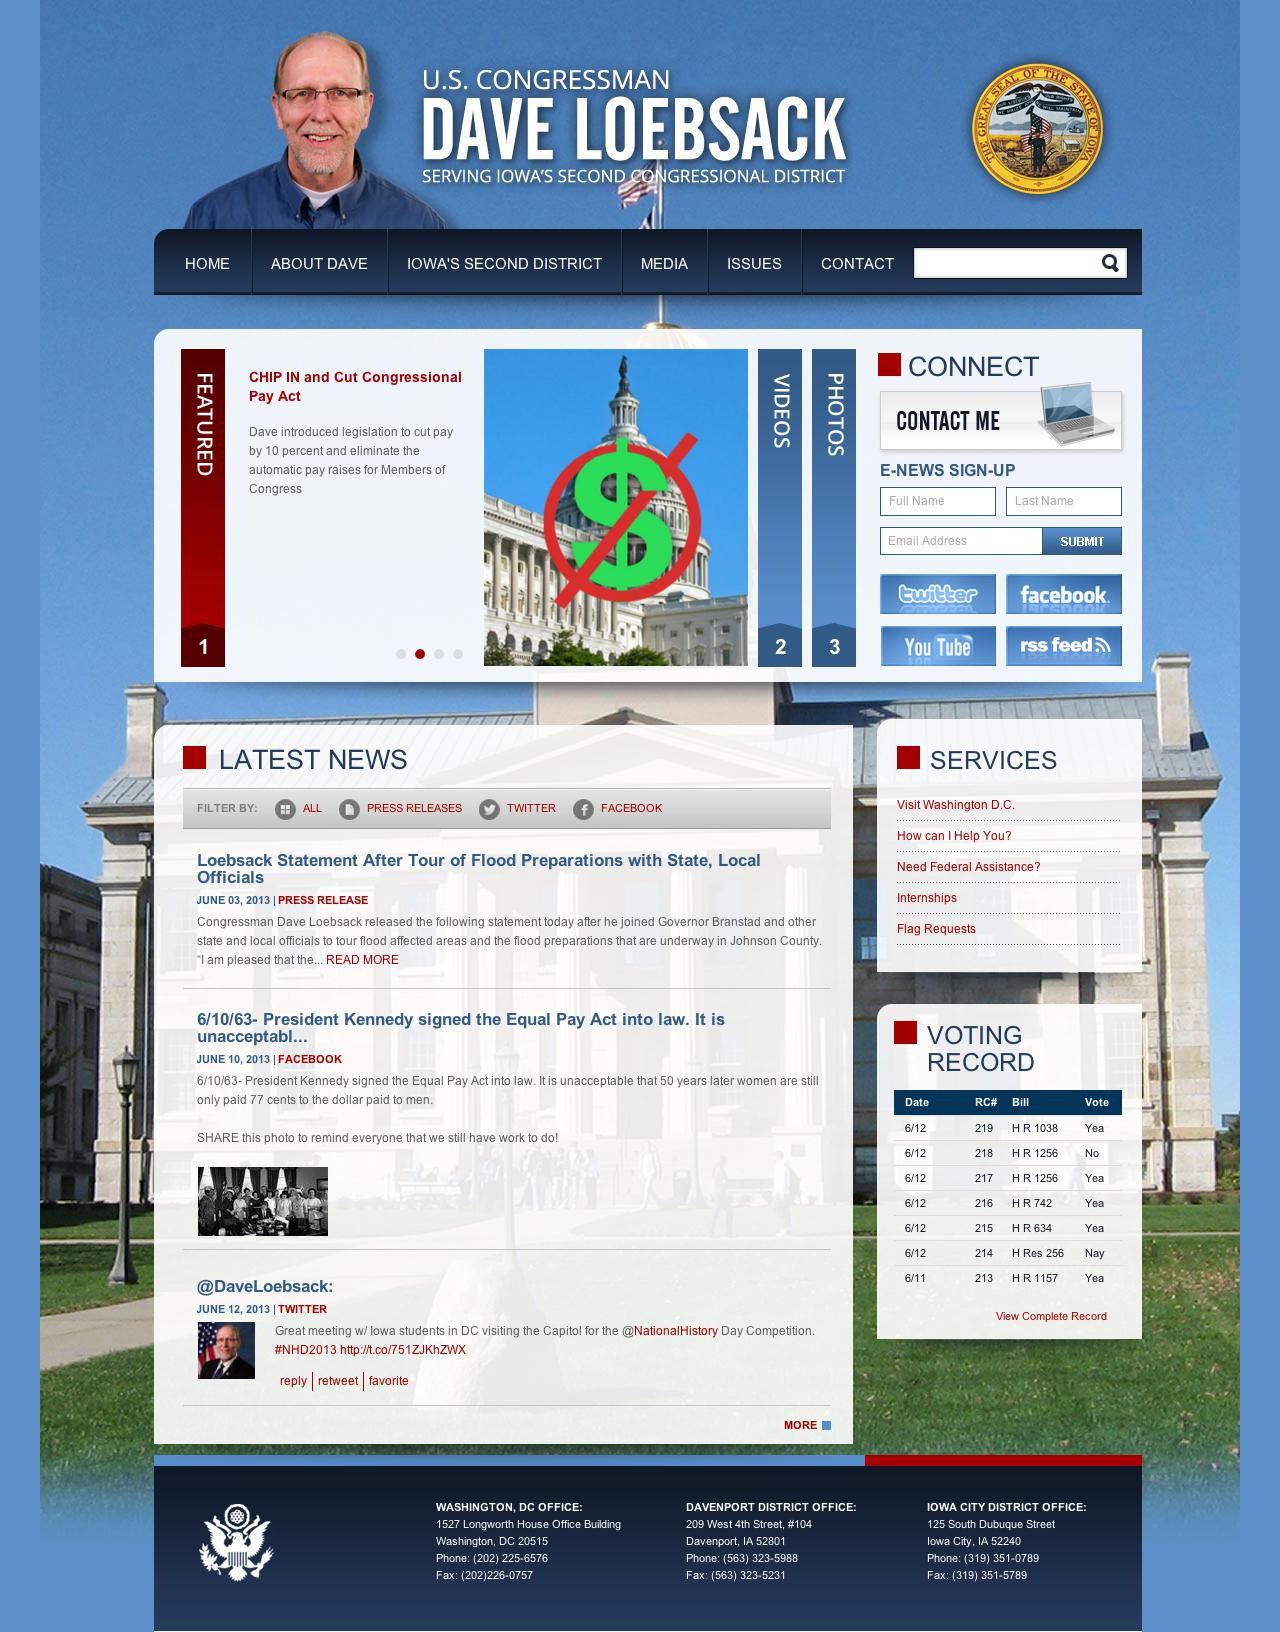 U.S. CONGRESSMAN
DAVE LOEBSACK
SERVING IOWA'S SECOND CONGRESSIONAL DISTRICT
THE GREAT SEAL OF THE STATE OF IOWA
HOME ABOUT DAVE IOWA'S SECOND DISTRICT MEDIA ISSUES CONTACT
FEATURED
1
CHIP IN and Cut Congressional
Pay Act
Dave introduced legislation to cut pay
by 10 percent and eliminate the
automatic pay raises for Members of
Congress
$
VIDEOS
2
PHOTOS
3
CONNECT
CONTACT ME
E-NEWS SIGN-UP
Full Name Last Name
Email Address SUBMIT
twitter facebook
You Tube rss feed
LATEST NEWS
FILTER BY: ALL PRESS RELEASES TWITTER FACEBOOK
Loebsack Statement After Tour of Flood Preparations with State, Local
Officials
JUNE 03, 2013 | PRESS RELEASE
Congressman Dave Loebsack released the following statement today after he joined Governor Branstad and other
state and local officials to tour flood affected areas and the flood preparations that are underway in Johnson County.
“I am pleased that the... READ MORE
6/10/63- President Kennedy signed the Equal Pay Act into law. It is
unacceptabl...
JUNE 10, 2013 | FACEBOOK
6/10/63- President Kennedy signed the Equal Pay Act into law. It is unacceptable that 50 years later women are still
only paid 77 cents to the dollar paid to men.
SHARE this photo to remind everyone that we still have work to do!
@DaveLoebsack:
JUNE 12, 2013 | TWITTER
Great meeting w/ Iowa students in DC visiting the Capitol for the @NationalHistory Day Competition.
#NHD2013 http://t.co/751ZJKhZWX
reply | retweet | favorite
MORE
SERVICES
Visit Washington D.C.
How can I Help You?
Need Federal Assistance?
Internships
Flag Requests
VOTING
RECORD
Date RC# Bill Vote
6/12 219 H R 1038 Yea
6/12 218 H R 1256 No
6/12 217 H R 1256 Yea
6/12 216 H R 742 Yea
6/12 215 H R 634 Yea
6/12 214 H Res 256 Nay
6/11 213 H R 1157 Yea
View Complete Record
WASHINGTON, DC OFFICE:
1527 Longworth House Office Building
Washington, DC 20515
Phone: (202) 225-6576
Fax: (202)226-0757
DAVENPORT DISTRICT OFFICE:
209 West 4th Street, #104
Davenport, IA 52801
Phone: (563) 323-5988
Fax: (563) 323-5231
IOWA CITY DISTRICT OFFICE:
125 South Dubuque Street
Iowa City, IA 52240
Phone: (319) 351-0789
Fax: (319) 351-5789